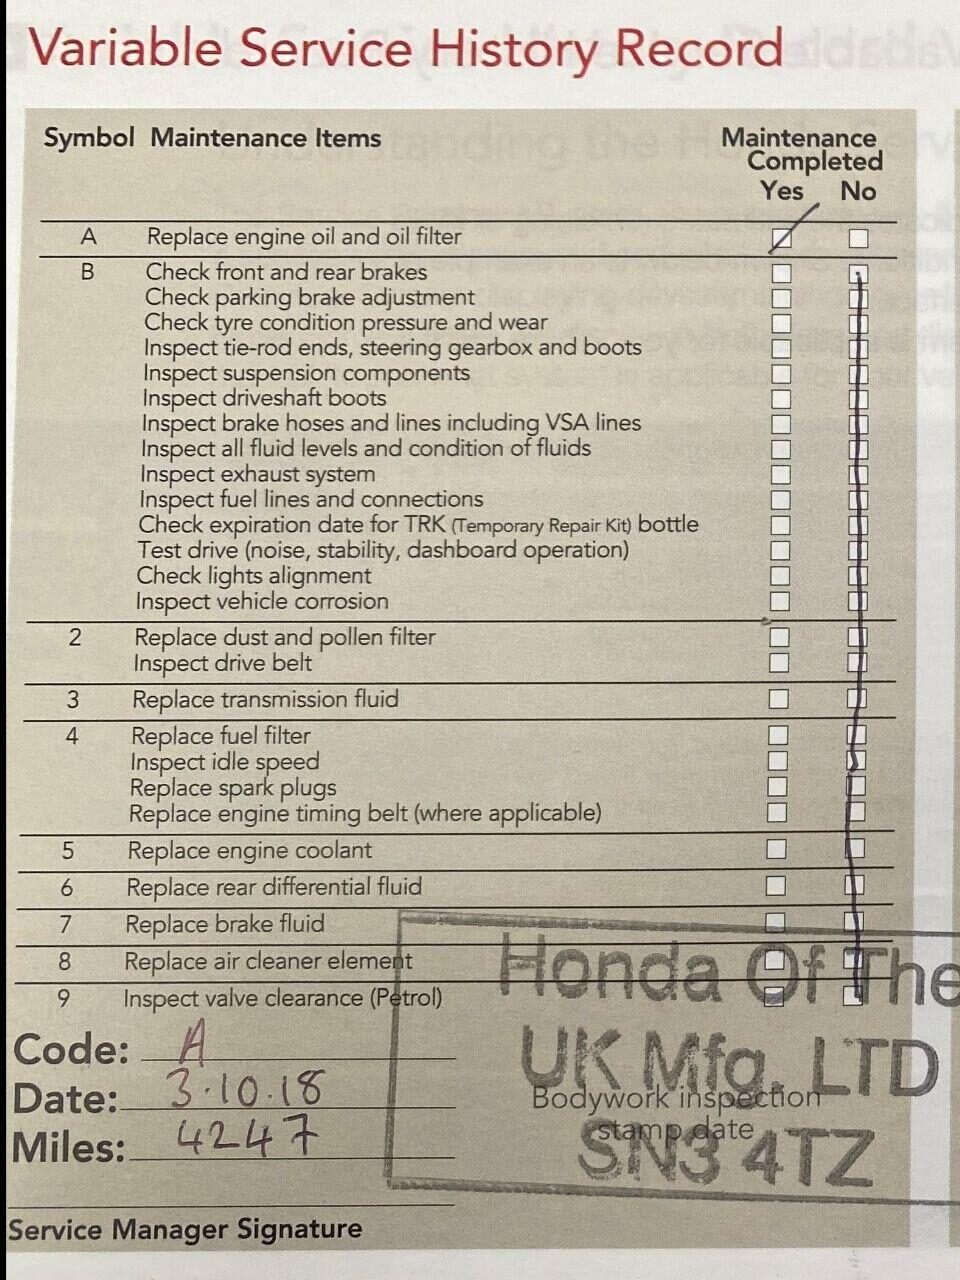 Variable Service History Record
Symbol Maintenance Items Maintenance Completed
Yes No
A Replace engine oil and oil filter
B Check front and rear brakes
Check parking brake adjustment
Check tyre condition pressure and wear
Inspect tie-rod ends, steering gearbox and boots
Inspect suspension components
Inspect driveshaft boots
Inspect brake hoses and lines including VSA lines
Inspect all fluid levels and condition of fluids
Inspect exhaust system
Inspect fuel lines and connections
Check expiration date for TRK (Temporary Repair Kit) bottle
Test drive (noise, stability, dashboard operation)
Check lights alignment
Inspect vehicle corrosion
2 Replace dust and pollen filter
Inspect drive belt
3 Replace transmission fluid
4 Replace fuel filter
Inspect idle speed
Replace spark plugs
Replace engine timing belt (where applicable)
5 Replace engine coolant
6 Replace rear differential fluid
7 Replace brake fluid
8 Replace air cleaner element
9 Inspect valve clearance (Petrol)
Code: A
Date: 3.10.18
Miles: 4247
Honda Of The
UK Mfg. LTD
SN3 4TZ
Bodywork inspection
stamp date
Service Manager Signature